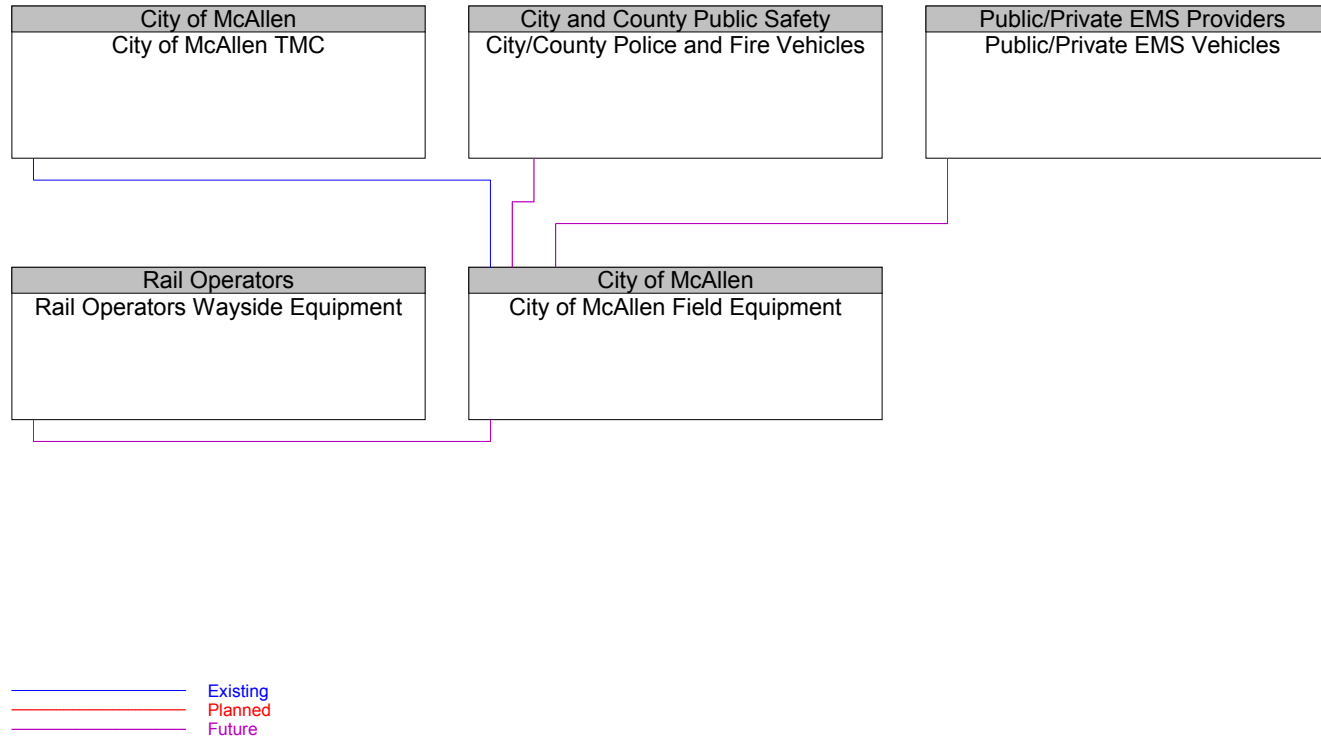 City of McAllen
City of McAllen TMC
City and County Public Safety
City/County Police and Fire Vehicles
Public/Private EMS Providers
Public/Private EMS Vehicles
Rail Operators
Rail Operators Wayside Equipment
City of McAllen
City of McAllen Field Equipment
Existing
Planned
Future